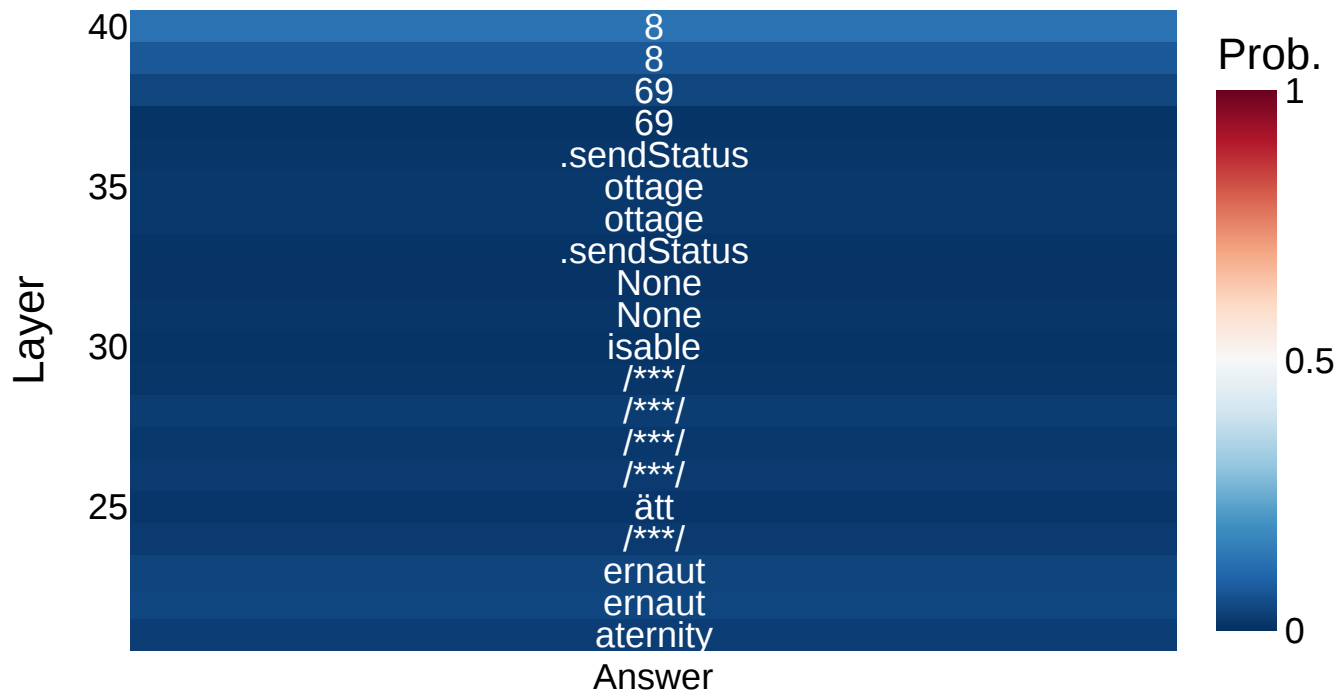 40
8
8
69
69
.sendStatus
35
ottage
ottage
.sendStatus
None
None
30
isable
/***/
/***/
/***/
/***/
25
ätt
/***/
ernaut
ernaut
aternity
Layer
Answer
Prob.
1
0.5
0